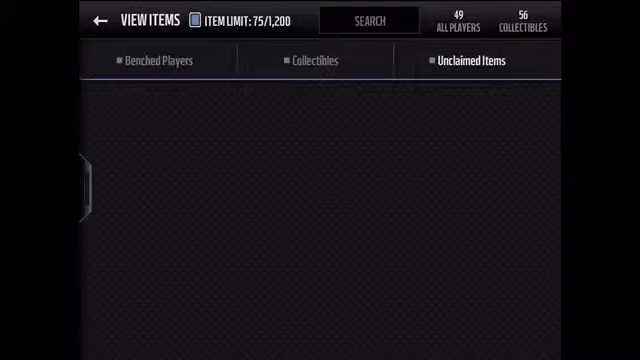 VIEW ITEMS
ITEM LIMIT: 75/1,200
SEARCH
49
ALL PLAYERS
56
COLLECTIBLES
Benched Players
Collectibles
Unclaimed Items